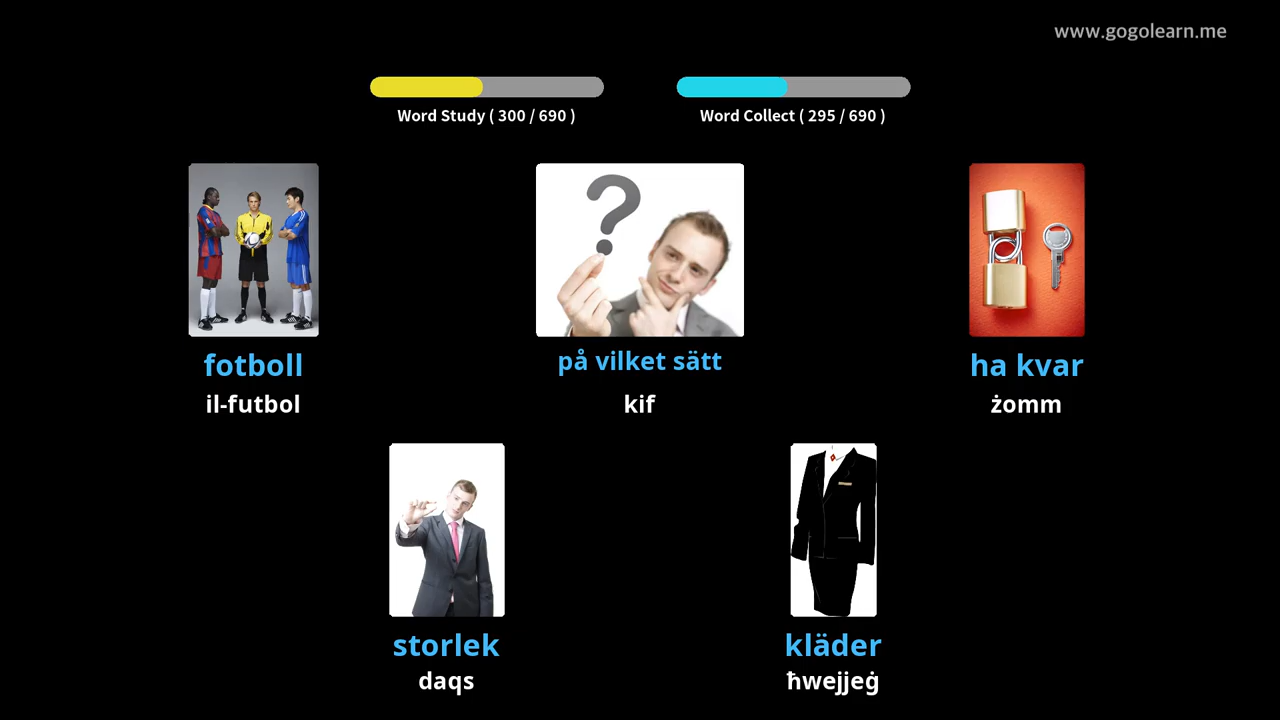 www.gogolearn.me
Word Study ( 300 / 690 )
Word Collect ( 295 / 690 )
fotboll
il-futbol
på vilket sätt
kif
ha kvar
żomm
storlek
daqs
kläder
ħwejjeġ